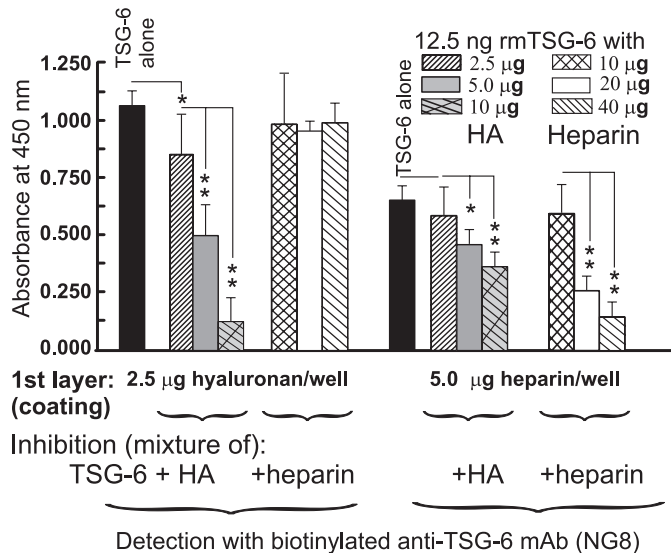 TSG-6
alone
12.5 ng rmTSG-6 with
2.5 μg
5.0 μg
10 μg
HA
10 μg
20 μg
40 μg
Heparin
Absorbance at 450 nm
1.250
1.000
0.750
0.500
0.250
0.000
*
**
**
TSG-6 alone
*
**
**
**
1st layer: 2.5 μg hyaluronan/well 5.0 μg heparin/well
(coating)
Inhibition (mixture of):
TSG-6 + HA +heparin +HA +heparin
Detection with biotinylated anti-TSG-6 mAb (NG8)